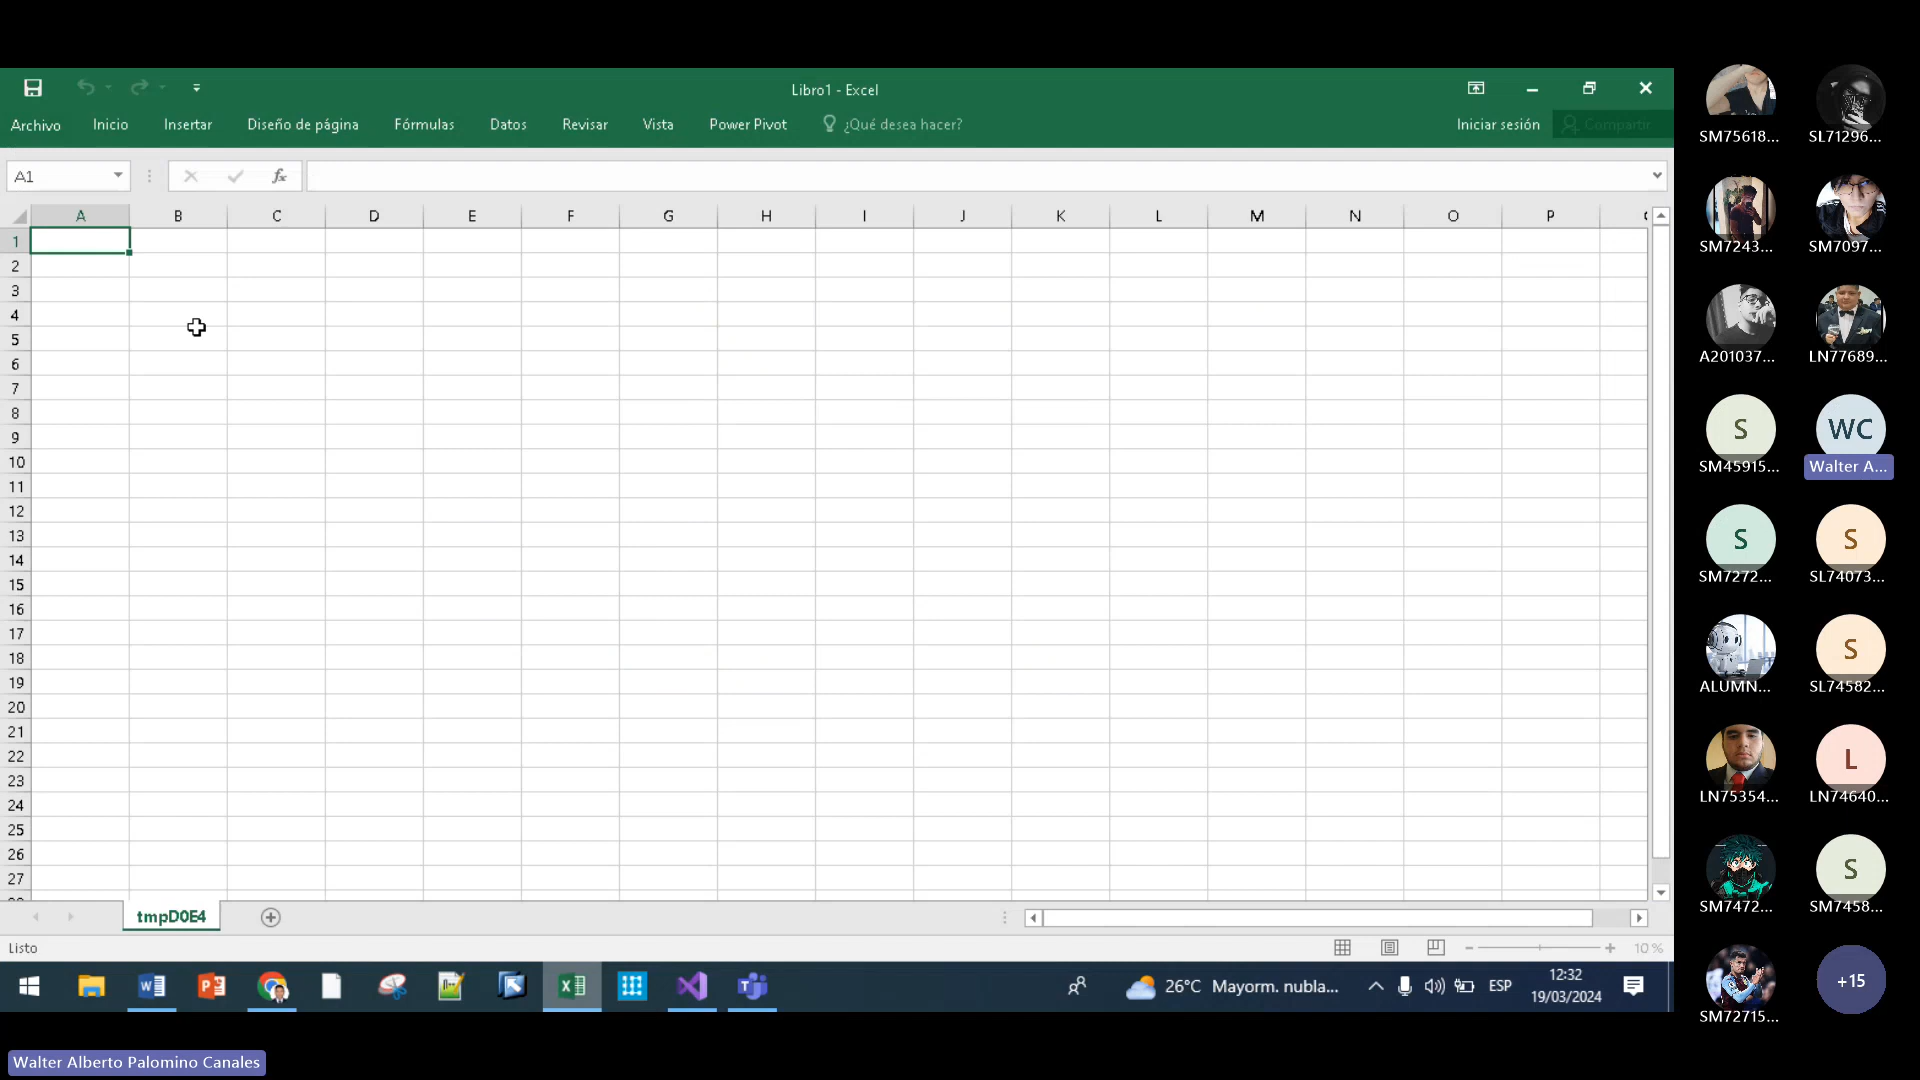 Libro1 - Excel
Archivo Inicio Insertar Diseño de página Fórmulas Datos Revisar Vista Power Pivot ¿Qué desea hacer? Iniciar sesión Compartir
A1 fx
A B C D E F G H I J K L M N O P
1
2
3
4
5
6
7
8
9
10
11
12
13
14
15
16
17
18
19
20
21
22
23
24
25
26
27
tmpD0E4
Listo 10 %
26°C Mayorm. nubla... ESP 12:32
19/03/2024
Walter Alberto Palomino Canales
SM75618... SL71296...
SM7243... SM7097...
A201037... LN77689...
S WC
SM45915... Walter A...
S S
SM7272... SL74073...
S
ALUMN... SL74582...
L
LN75354... LN74640...
S
SM7472... SM7458...
+15
SM72715...